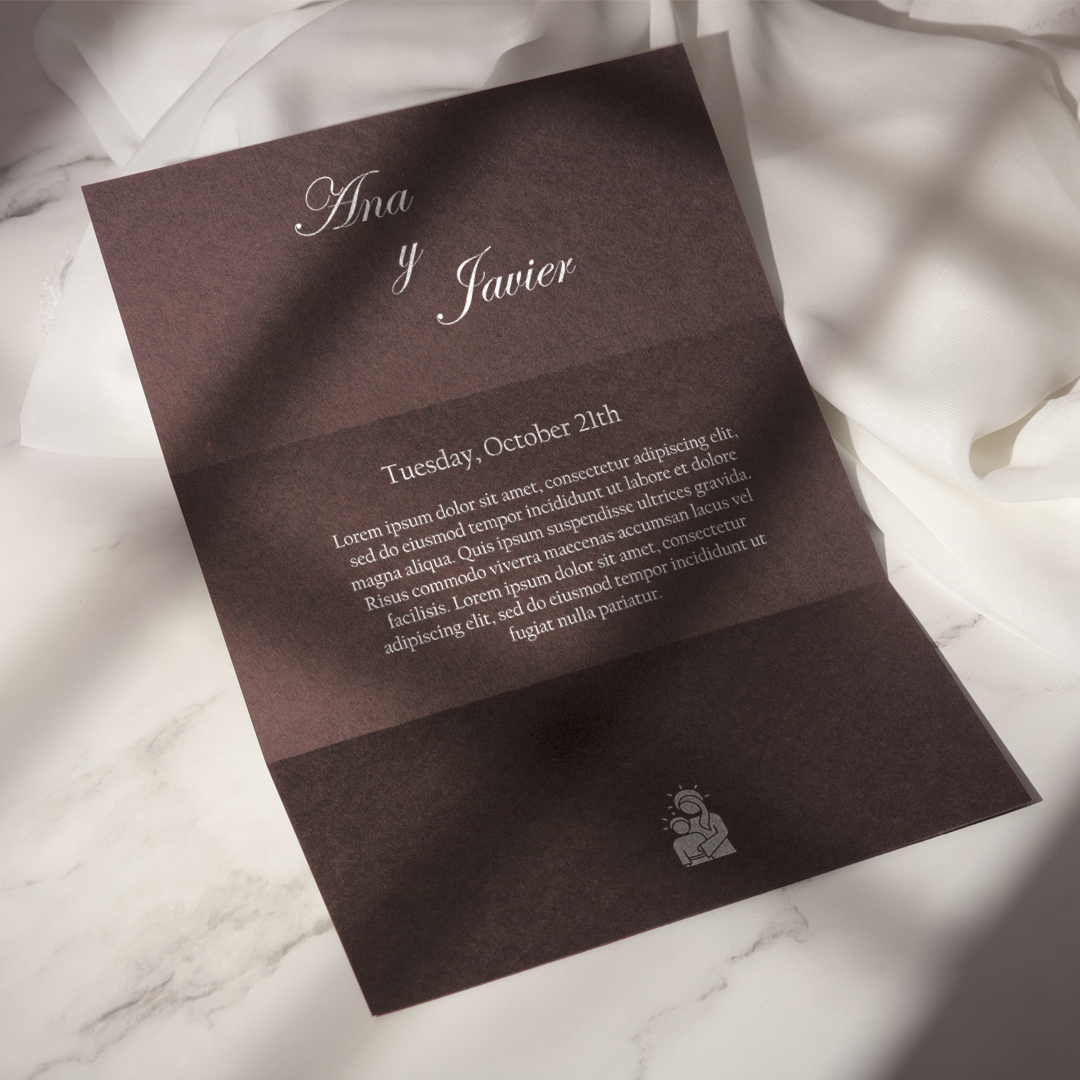 Ana
y
Javier
Tuesday, October 21th
Lorem ipsum dolor sit amet, consectetur adipiscing elit,
sed do eiusmod tempor incididunt ut labore et dolore
magna aliqua. Quis ipsum suspendisse ultrices gravida.
Risus commodo viverra maecenas accumsan lacus vel
facilisis. Lorem ipsum dolor sit amet, consectetur
adipiscing elit, sed do eiusmod tempor incididunt ut
fugiat nulla pariatur.